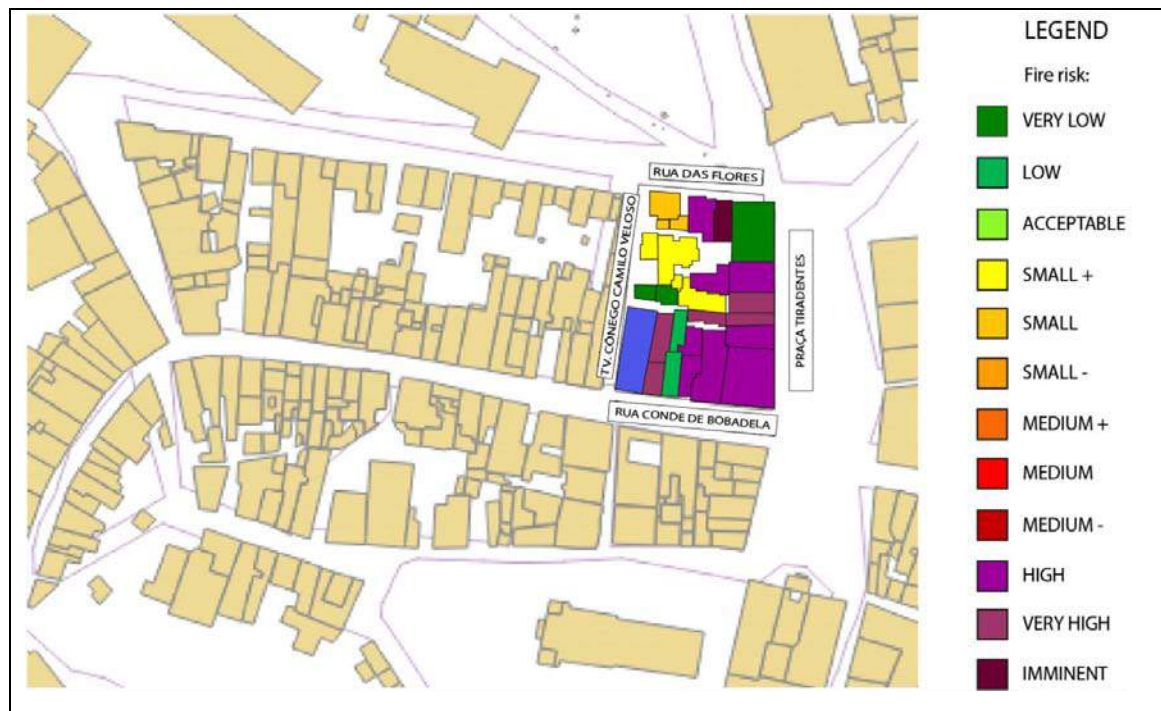 LEGEND
Fire risk:
VERY LOW
LOW
ACCEPTABLE
SMALL +
SMALL
SMALL -
MEDIUM +
MEDIUM
MEDIUM -
HIGH
VERY HIGH
IMMINENT
RUA DAS FLORES
TV. CÔNEGO CAMILO VELOSO
PRAÇA TIRADENTES
RUA CONDE DE BOBADELA